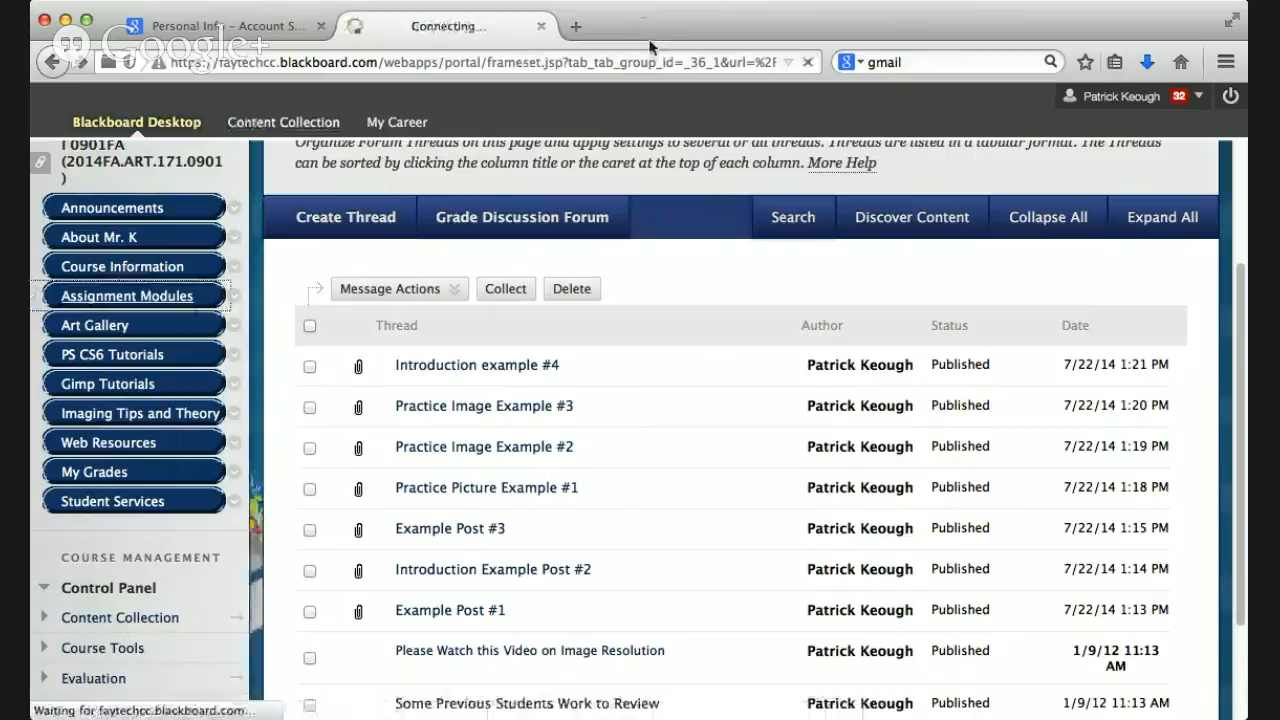 Personal Info - Account S...
Connecting...
Google+
https://faytechcc.blackboard.com/webapps/portal/frameset.jsp?tab_tab_group_id=_36_1&url=%2F
gmail
Patrick Keough 32
Blackboard Desktop
Content Collection
My Career
I 0901FA
(2014FA.ART.171.0901
)
Announcements
About Mr. K
Course Information
Assignment Modules
Art Gallery
PS CS6 Tutorials
Gimp Tutorials
Imaging Tips and Theory
Web Resources
My Grades
Student Services
COURSE MANAGEMENT
Control Panel
Content Collection
Course Tools
Evaluation
Waiting for faytechcc.blackboard.com...
Organize Forum Threads on this page and apply settings to several or all threads. Threads are listed in a tabular format. The Threads
can be sorted by clicking the column title or the caret at the top of each column. More Help
Create Thread Grade Discussion Forum Search Discover Content Collapse All Expand All
Message Actions Collect Delete
Thread Author Status Date
Introduction example #4 Patrick Keough Published 7/22/14 1:21 PM
Practice Image Example #3 Patrick Keough Published 7/22/14 1:20 PM
Practice Image Example #2 Patrick Keough Published 7/22/14 1:19 PM
Practice Picture Example #1 Patrick Keough Published 7/22/14 1:18 PM
Example Post #3 Patrick Keough Published 7/22/14 1:15 PM
Introduction Example Post #2 Patrick Keough Published 7/22/14 1:14 PM
Example Post #1 Patrick Keough Published 7/22/14 1:13 PM
Please Watch this Video on Image Resolution Patrick Keough Published 1/9/12 11:13
AM
Some Previous Students Work to Review Patrick Keough Published 1/9/12 11:13 AM